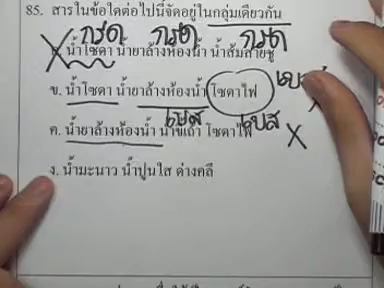 85. สารในข้อใดต่อไปนี้จัดอยู่ในกลุ่มเดียวกัน
กรด กรด กรด
น้ำโซดา น้ำยาล้างห้องน้ำ น้ำส้มสายชู
ข. น้ำโซดา น้ำยาล้างห้องน้ำ โซดาไฟ
เบส เบส
ค. น้ำยาล้างห้องน้ำ น้ำขี้เถ้า โซดาไฟ X
ง. น้ำมะนาว น้ำปูนใส ด่างคลี